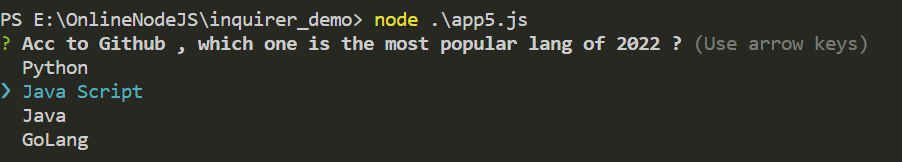 PS E:\OnlineNodeJS\inquirer_demo> node .\app5.js
? Acc to Github , which one is the most popular lang of 2022 ? (Use arrow keys)
Python
❯ Java Script
Java
GoLang